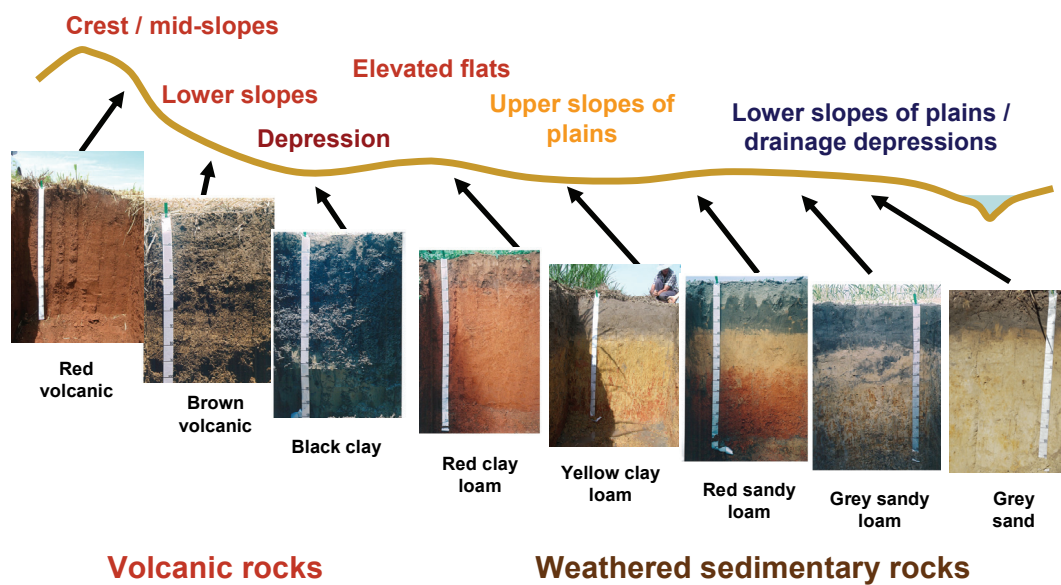 Crest / mid-slopes
Elevated flats
Lower slopes
Upper slopes of
plains
Lower slopes of plains /
drainage depressions
Depression
Red
volcanic
Brown
volcanic
Black clay
Red clay
loam
Yellow clay
loam
Red sandy
loam
Grey sandy
loam
Grey
sand
Volcanic rocks
Weathered sedimentary rocks